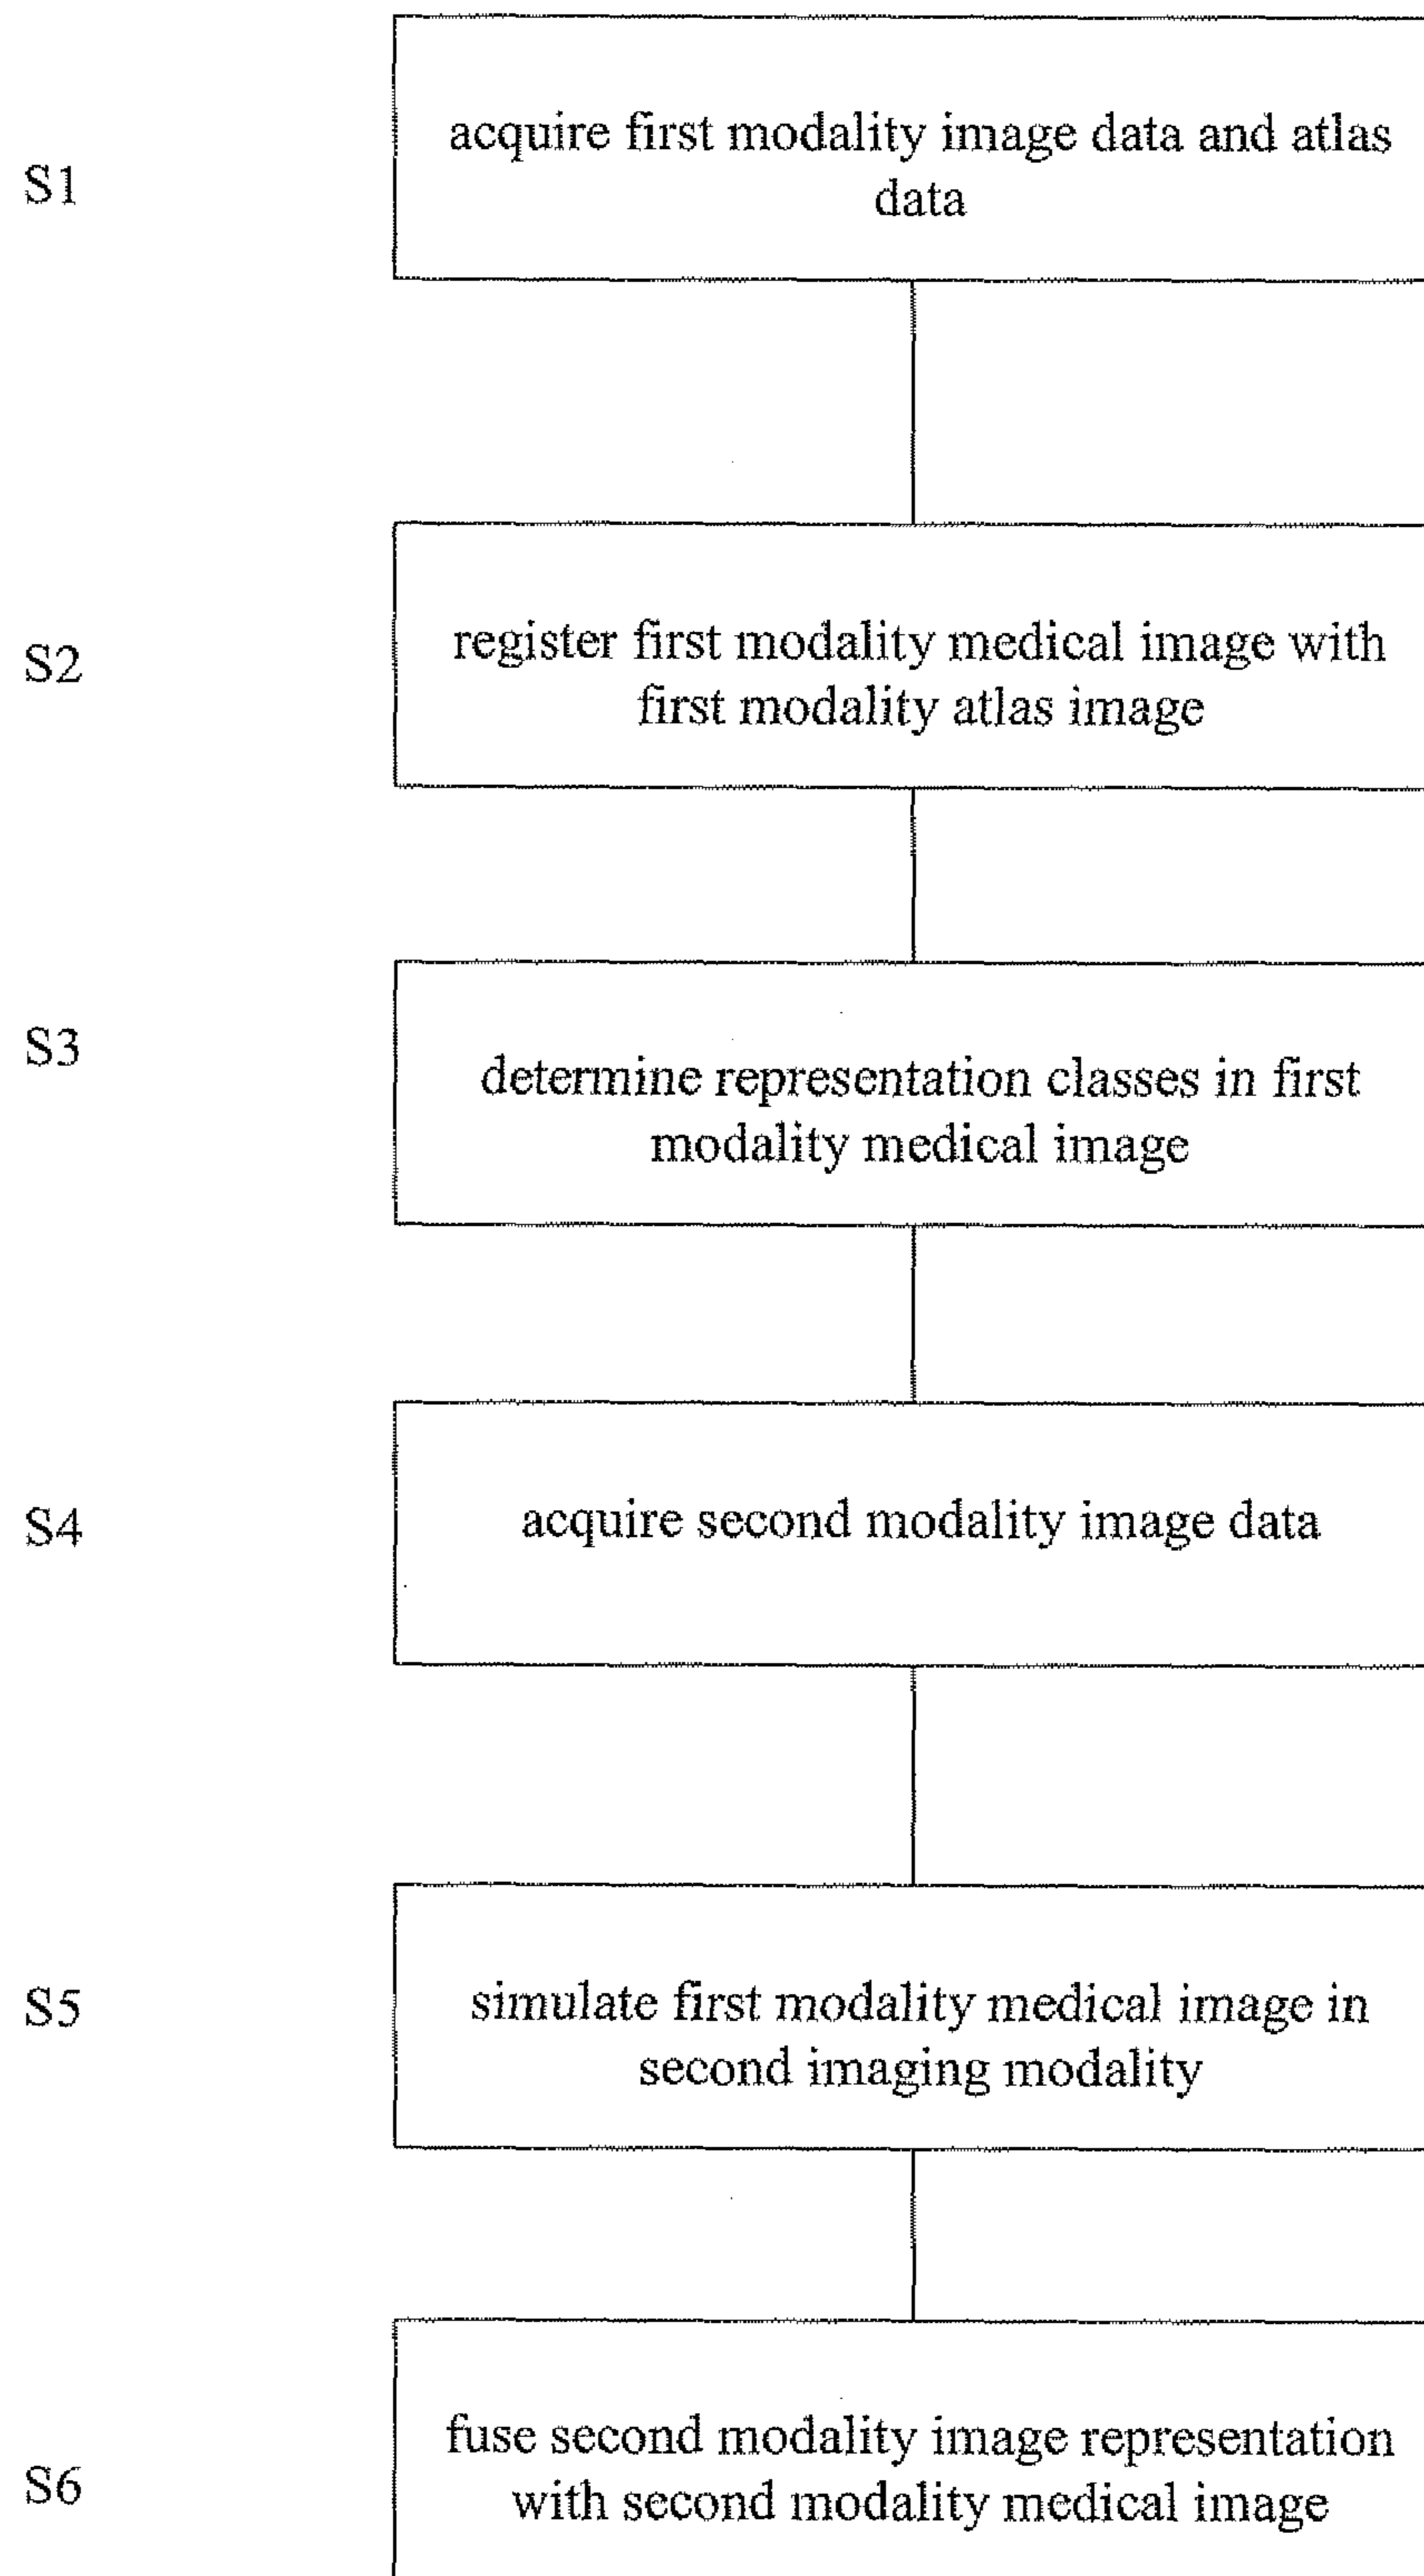 S1
acquire first modality image data and atlas
data
S2
register first modality medical image with
first modality atlas image
S3
determine representation classes in first
modality medical image
S4
acquire second modality image data
S5
simulate first modality medical image in
second imaging modality
S6
fuse second modality image representation
with second modality medical image